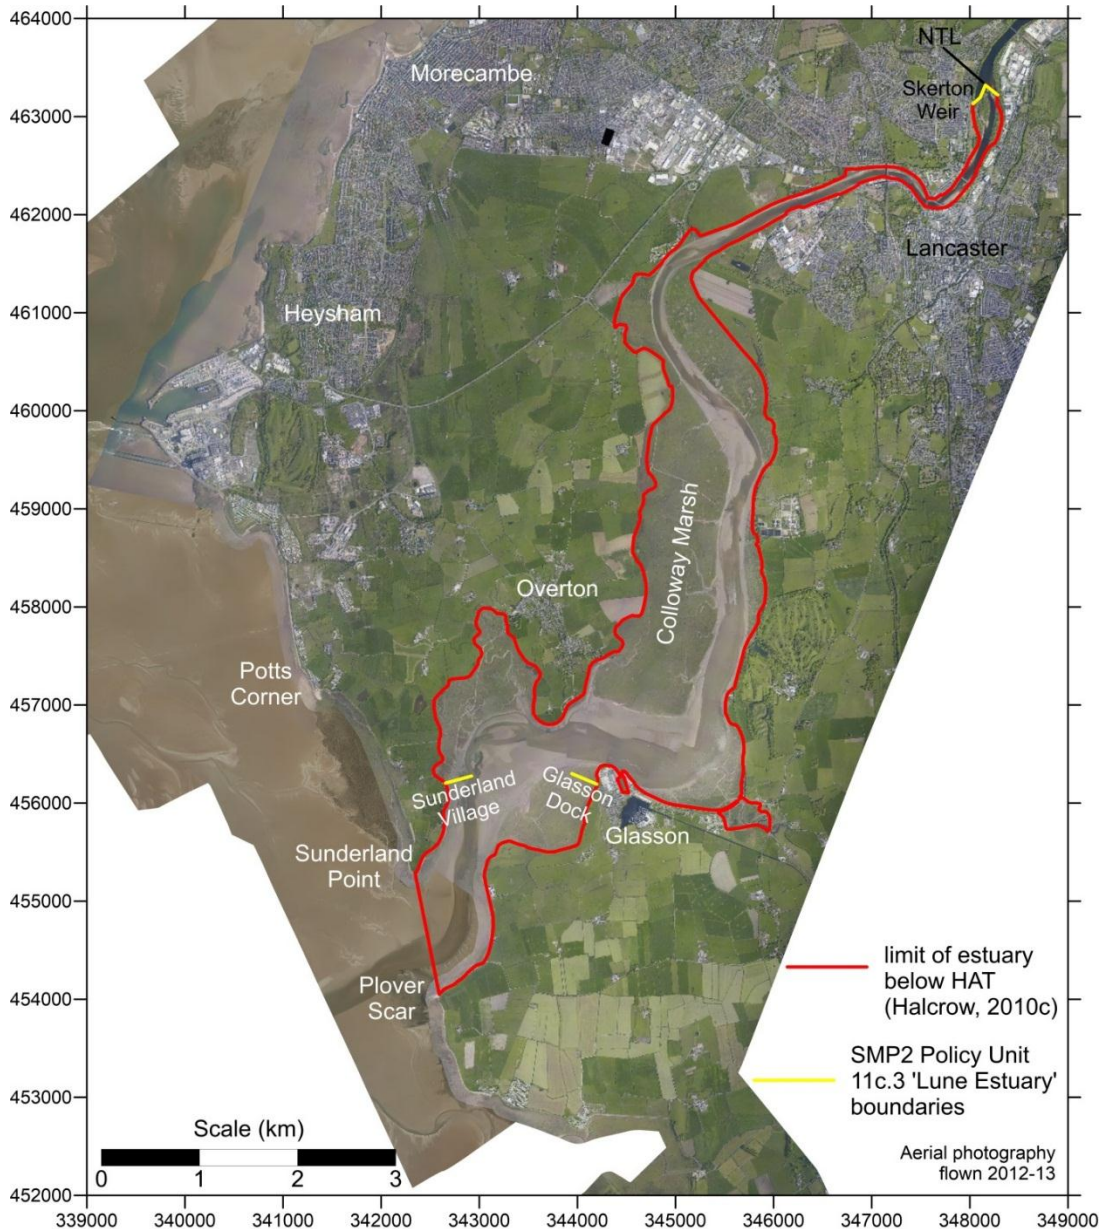 464000
463000
462000
461000
460000
459000
458000
457000
456000
455000
454000
453000
452000
339000
340000
341000
342000
343000
344000
345000
346000
347000
348000
NTL
Morecambe
Skerton
Weir
Lancaster
Heysham
Colloway Marsh
Overton
Potts
Corner
Sunderland
Village
Glasson
Dock
Glasson
Sunderland
Point
Plover
Scar
limit of estuary
below HAT
(Halcrow, 2010c)
SMP2 Policy Unit
11c.3 'Lune Estuary'
boundaries
Aerial photography
flown 2012-13
Scale (km)
0
1
2
3